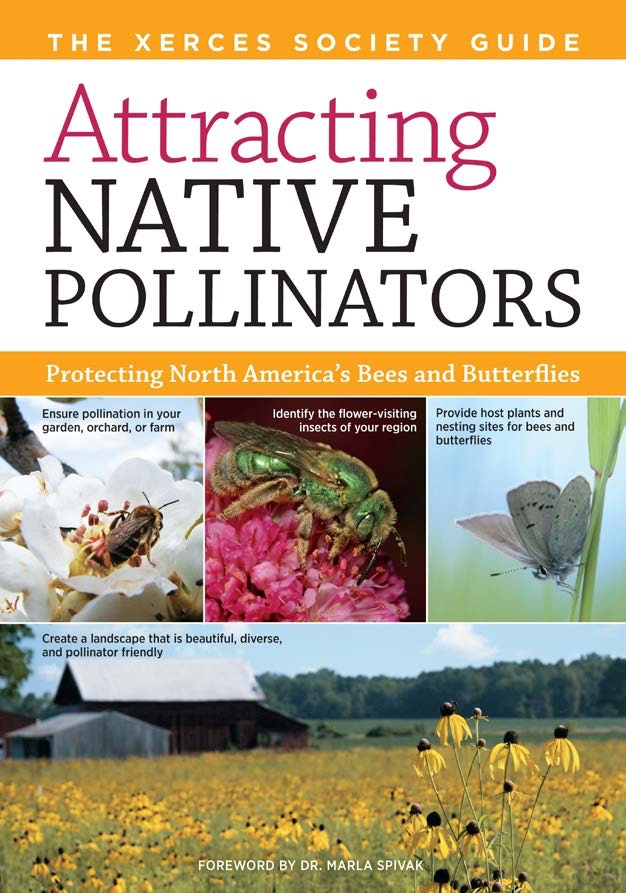 THE XERCES SOCIETY GUIDE
Attracting
NATIVE
POLLINATORS
Protecting North America's Bees and Butterflies
Ensure pollination in your
garden, orchard, or farm
Identify the flower-visiting
insects of your region
Provide host plants and
nesting sites for bees and
butterflies
Create a landscape that is beautiful, diverse,
and pollinator friendly
FOREWORD BY DR. MARLA SPIVAK